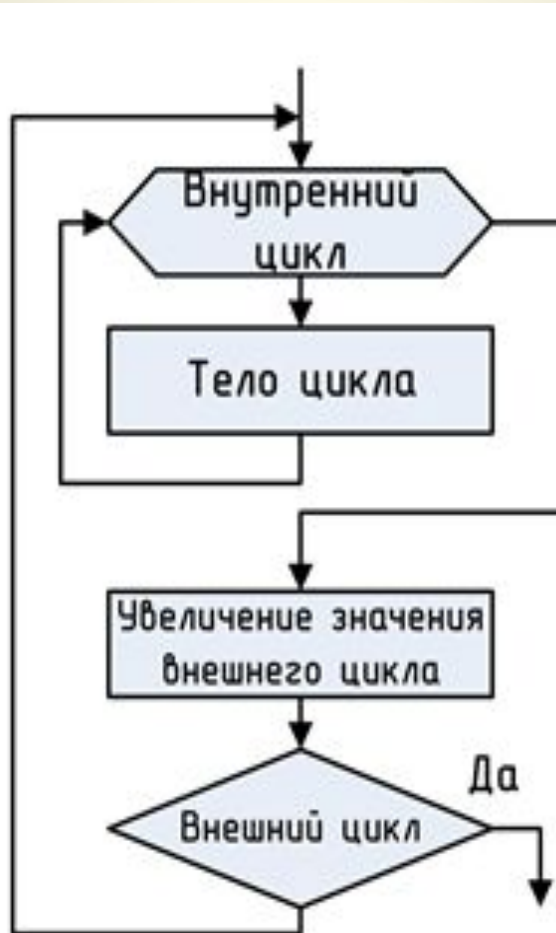 Внутренний
цикл
Тело цикла
Увеличение значения
внешнего цикла
Да
Внешний цикл